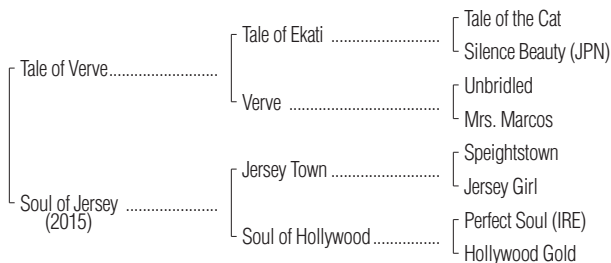 Tale of the Cat
Tale of Ekati
Silence Beauty (JPN)
Tale of Verve
Unbridled
Verve
Mrs. Marcos
Speightstown
Jersey Town
Jersey Girl
Soul of Jersey
(2015)
Perfect Soul (IRE)
Soul of Hollywood
Hollywood Gold